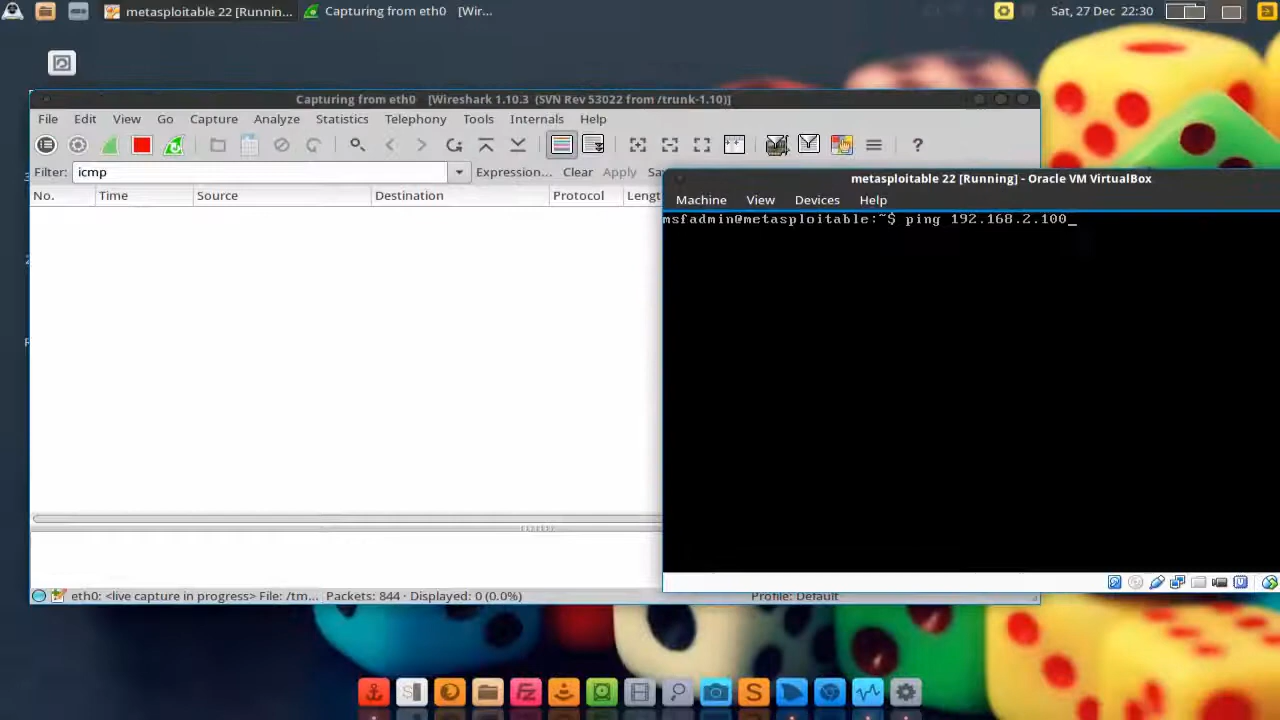 metasploitable 22 [Runnin...
Capturing from eth0   [Wir...
Sat, 27 Dec  22:30
Capturing from eth0   [Wireshark 1.10.3  (SVN Rev 53022 from /trunk-1.10)]
File Edit View Go Capture Analyze Statistics Telephony Tools Internals Help
Filter: icmp Expression... Clear Apply Sa
No. Time Source Destination Protocol Lengt
metasploitable 22 [Running] - Oracle VM VirtualBox
Machine View Devices Help
msfadmin@metasploitable:~$ ping 192.168.2.100_
eth0: <live capture in progress> File: /tm... Packets: 844 · Displayed: 0 (0.0%) Profile: Default